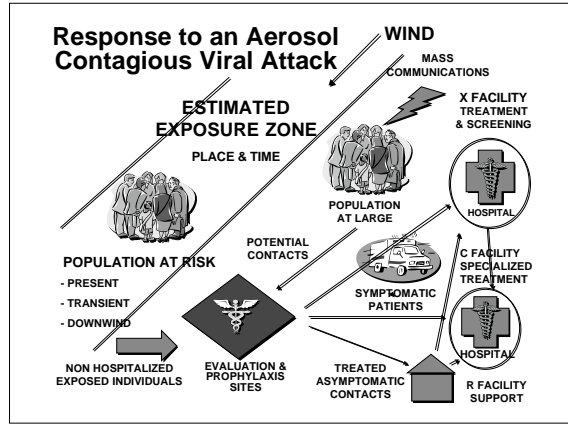 Response to an Aerosol
Contagious Viral Attack
WIND
MASS
COMMUNICATIONS
ESTIMATED
EXPOSURE ZONE
PLACE & TIME
X FACILITY
TREATMENT
& SCREENING
HOSPITAL
POPULATION
AT LARGE
POPULATION AT RISK
- PRESENT
- TRANSIENT
- DOWNWIND
POTENTIAL
CONTACTS
SYMPTOMATIC
PATIENTS
C FACILITY
SPECIALIZED
TREATMENT
HOSPITAL
NON HOSPITALIZED
EXPOSED INDIVIDUALS
EVALUATION &
PROPHYLAXIS
SITES
TREATED
ASYMPTOMATIC
CONTACTS
R FACILITY
SUPPORT